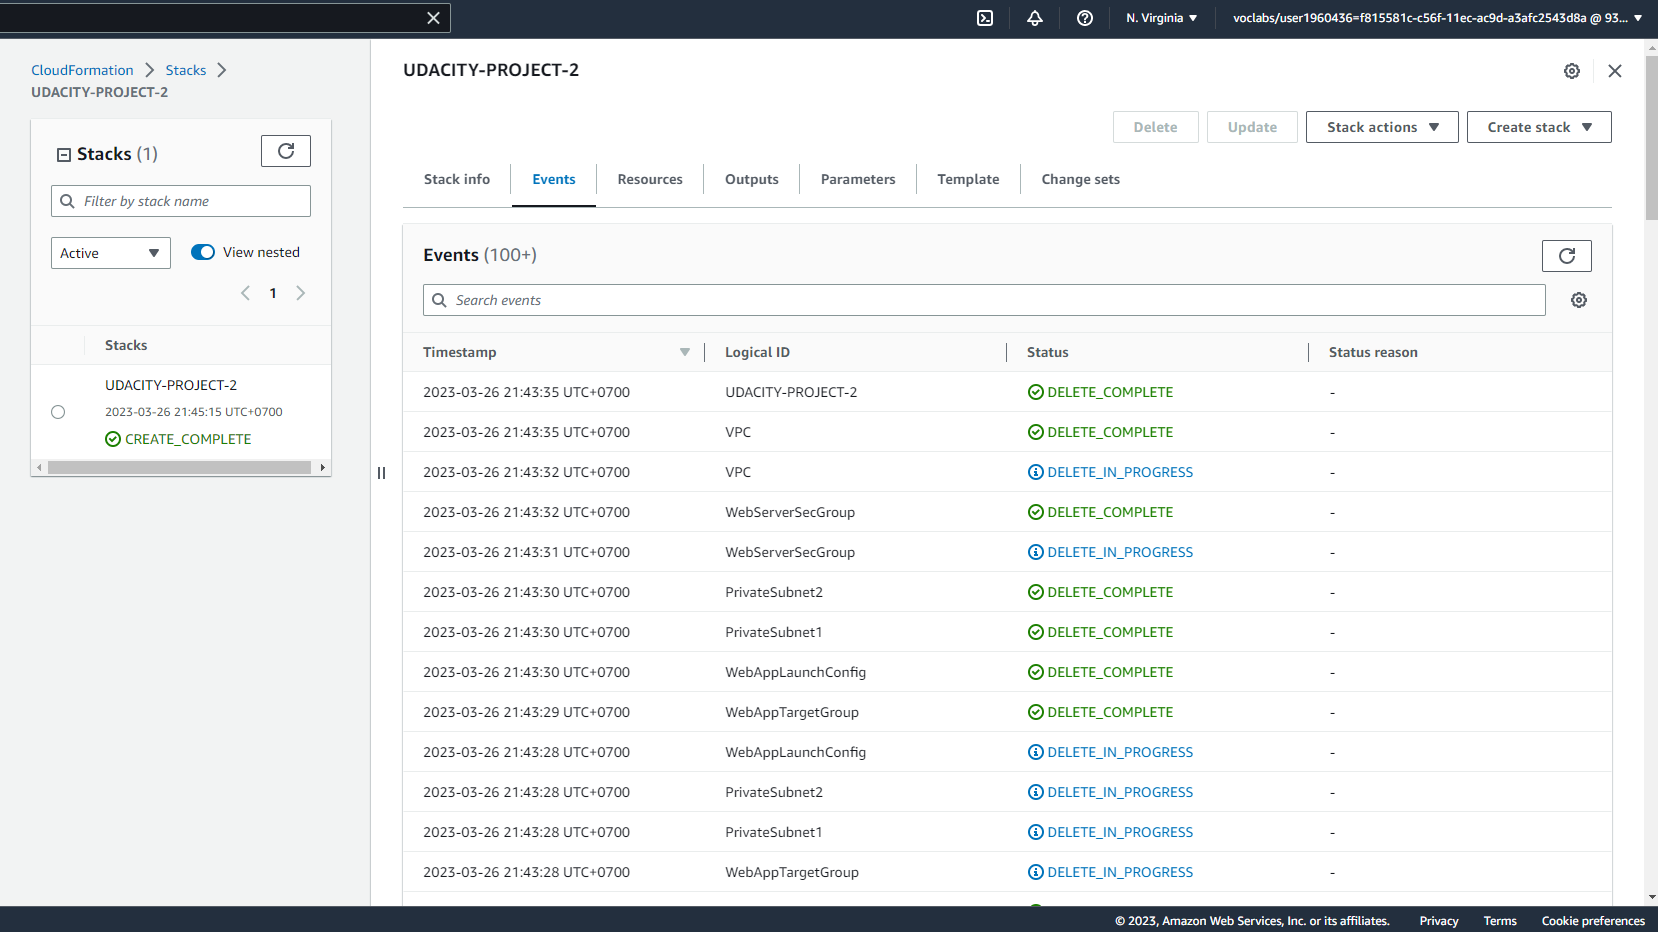 N. Virginia ▼
voclabs/user1960436=f815581c-c56f-11ec-ac9d-a3afc2543d8a @ 93... ▼
CloudFormation > Stacks >
UDACITY-PROJECT-2
Stacks (1)
Filter by stack name
Active ▼
View nested
< 1 >
Stacks
UDACITY-PROJECT-2
2023-03-26 21:45:15 UTC+0700
CREATE_COMPLETE
UDACITY-PROJECT-2
Delete Update Stack actions ▼ Create stack ▼
Stack info Events Resources Outputs Parameters Template Change sets
Events (100+)
Search events
Timestamp ▼ Logical ID Status Status reason
2023-03-26 21:43:35 UTC+0700 UDACITY-PROJECT-2 DELETE_COMPLETE -
2023-03-26 21:43:35 UTC+0700 VPC DELETE_COMPLETE -
2023-03-26 21:43:32 UTC+0700 VPC DELETE_IN_PROGRESS -
2023-03-26 21:43:32 UTC+0700 WebServerSecGroup DELETE_COMPLETE -
2023-03-26 21:43:31 UTC+0700 WebServerSecGroup DELETE_IN_PROGRESS -
2023-03-26 21:43:30 UTC+0700 PrivateSubnet2 DELETE_COMPLETE -
2023-03-26 21:43:30 UTC+0700 PrivateSubnet1 DELETE_COMPLETE -
2023-03-26 21:43:30 UTC+0700 WebAppLaunchConfig DELETE_COMPLETE -
2023-03-26 21:43:29 UTC+0700 WebAppTargetGroup DELETE_COMPLETE -
2023-03-26 21:43:28 UTC+0700 WebAppLaunchConfig DELETE_IN_PROGRESS -
2023-03-26 21:43:28 UTC+0700 PrivateSubnet2 DELETE_IN_PROGRESS -
2023-03-26 21:43:28 UTC+0700 PrivateSubnet1 DELETE_IN_PROGRESS -
2023-03-26 21:43:28 UTC+0700 WebAppTargetGroup DELETE_IN_PROGRESS -
© 2023, Amazon Web Services, Inc. or its affiliates. Privacy Terms Cookie preferences